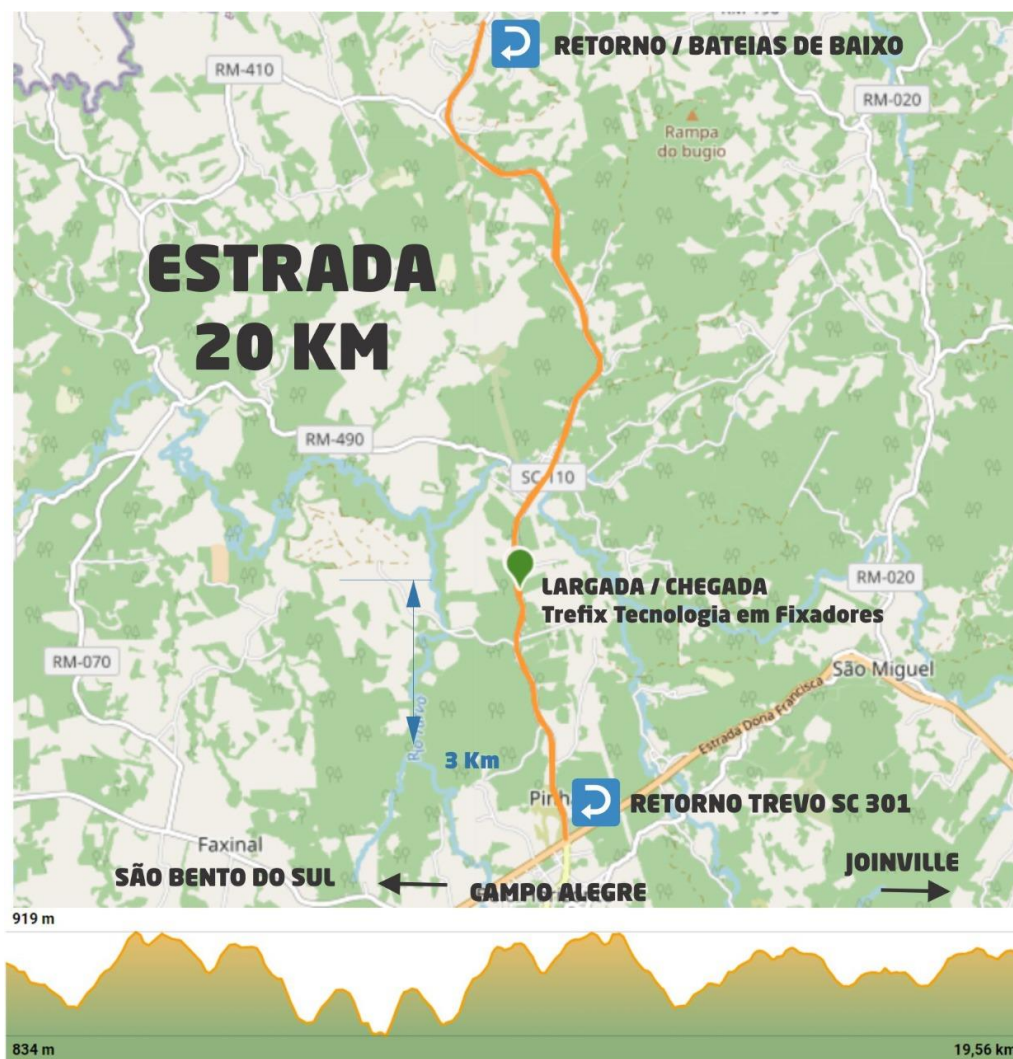 RM-190
RETORNO / BATEIAS DE BAIXO
RM-410
RM-020
Rampa
do bugio
ESTRADA
20 KM
RM-490
SC 110
LARGADA / CHEGADA
Trefix Tecnologia em Fixadores
RM-020
RM-070
São Miguel
Estrada Dona Francisca
3 Km
RETORNO TREVO SC 301
Faxinal
SÃO BENTO DO SUL
CAMPO ALEGRE
JOINVILLE
919 m
834 m
19,56 km